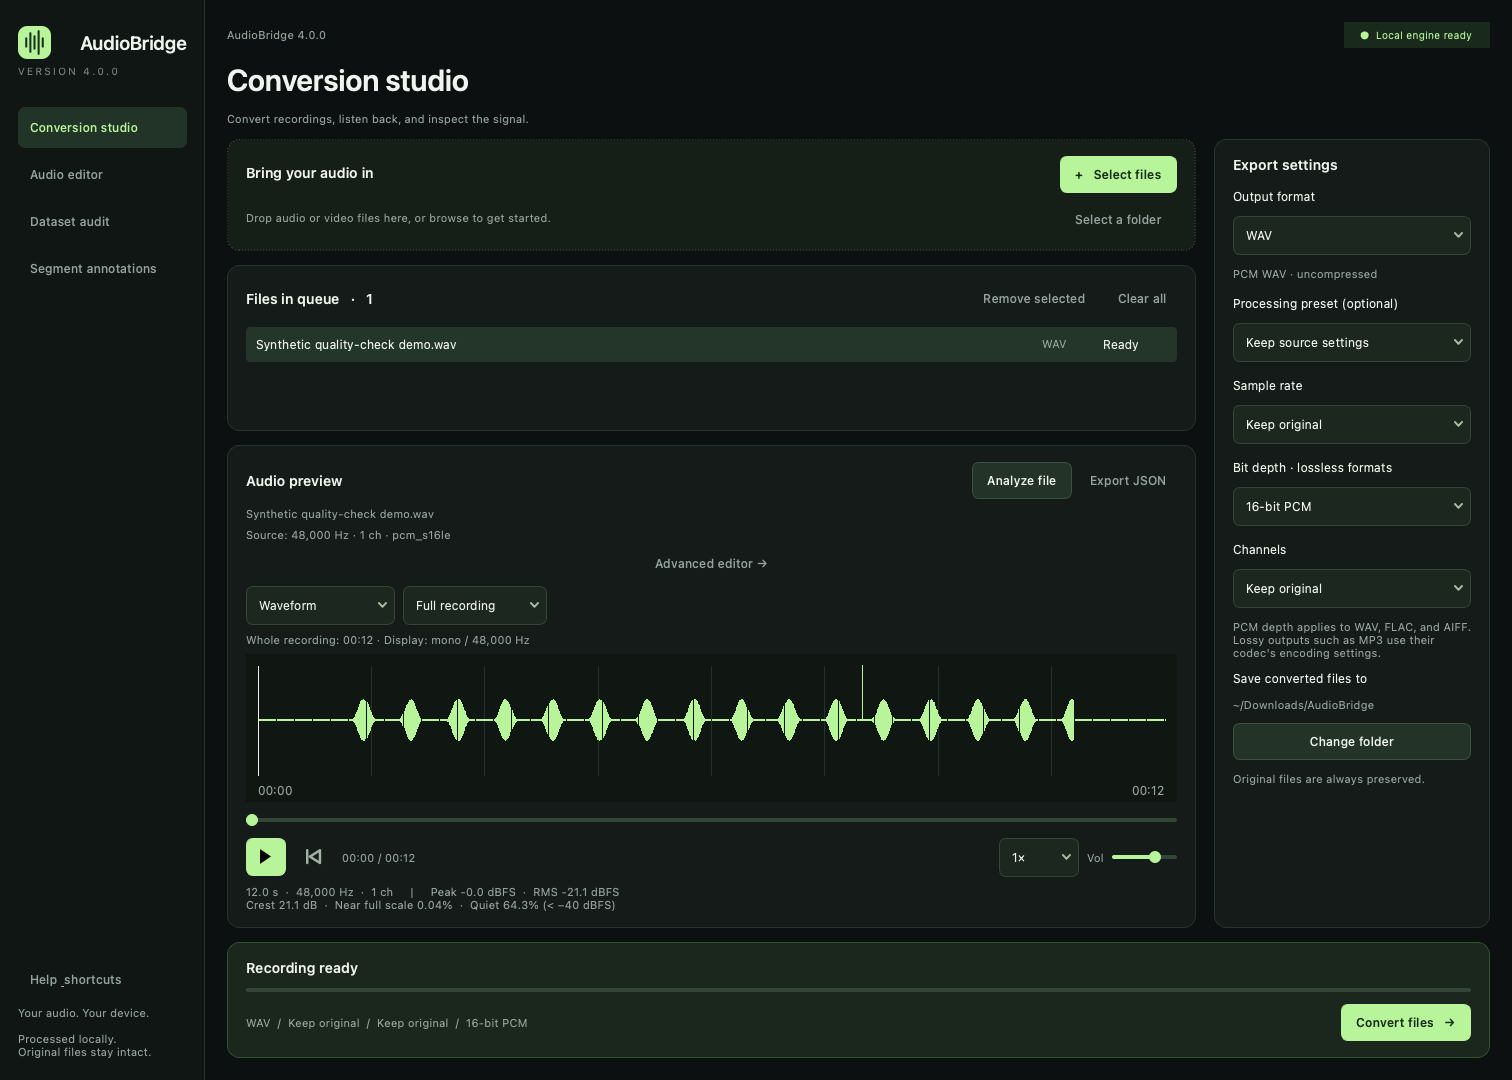 AudioBridge
VERSION 4.0.0
Conversion studio
Audio editor
Dataset audit
Segment annotations
Help _shortcuts
Your audio. Your device.
Processed locally.
Original files stay intact.
AudioBridge 4.0.0
Local engine ready
Conversion studio
Convert recordings, listen back, and inspect the signal.
Bring your audio in
+ Select files
Drop audio or video files here, or browse to get started.
Select a folder
Files in queue · 1
Remove selected
Clear all
Synthetic quality-check demo.wav
WAV
Ready
Audio preview
Analyze file
Export JSON
Synthetic quality-check demo.wav
Source: 48,000 Hz · 1 ch · pcm_s16le
Advanced editor →
Waveform
Full recording
Whole recording: 00:12 · Display: mono / 48,000 Hz
00:00
00:12
00:00 / 00:12
1×
Vol
12.0 s · 48,000 Hz · 1 ch | Peak -0.0 dBFS · RMS -21.1 dBFS
Crest 21.1 dB · Near full scale 0.04% · Quiet 64.3% (< −40 dBFS)
Export settings
Output format
WAV
PCM WAV · uncompressed
Processing preset (optional)
Keep source settings
Sample rate
Keep original
Bit depth · lossless formats
16-bit PCM
Channels
Keep original
PCM depth applies to WAV, FLAC, and AIFF.
Lossy outputs such as MP3 use their
codec's encoding settings.
Save converted files to
~/Downloads/AudioBridge
Change folder
Original files are always preserved.
Recording ready
WAV / Keep original / Keep original / 16-bit PCM
Convert files →